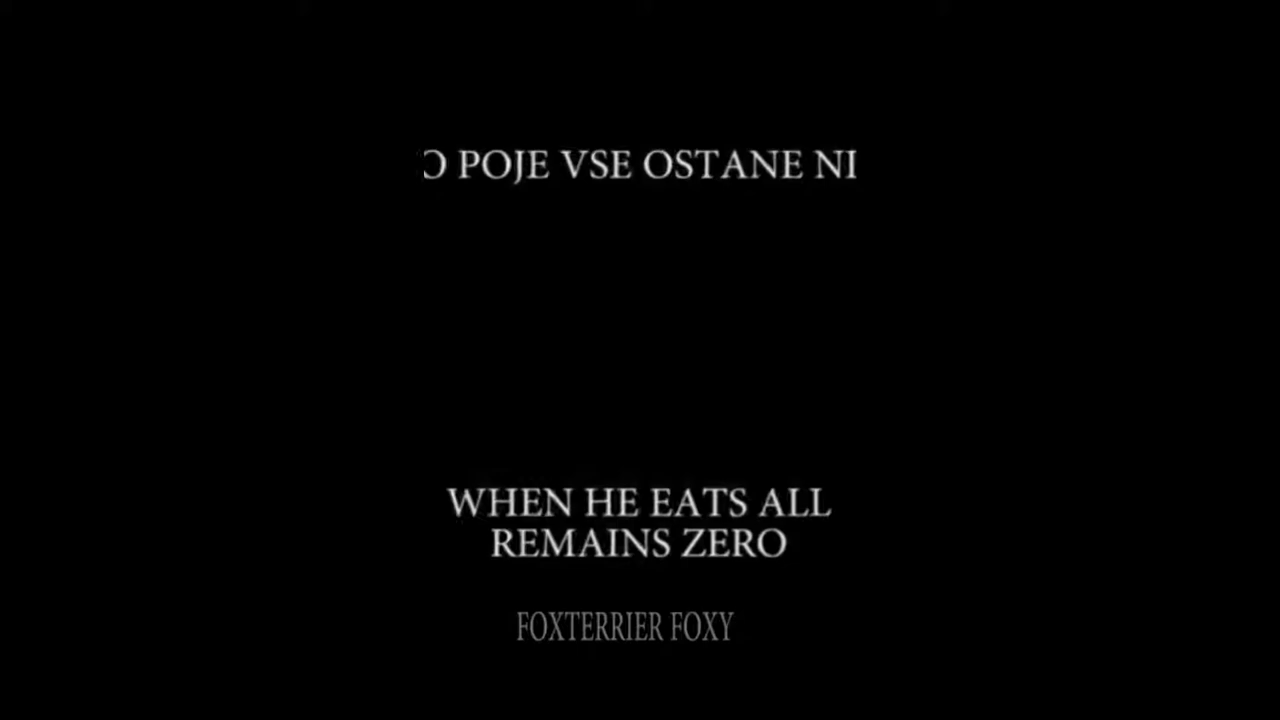 O POJE VSE OSTANE NI
WHEN HE EATS ALL
REMAINS ZERO
FOXTERRIER FOXY